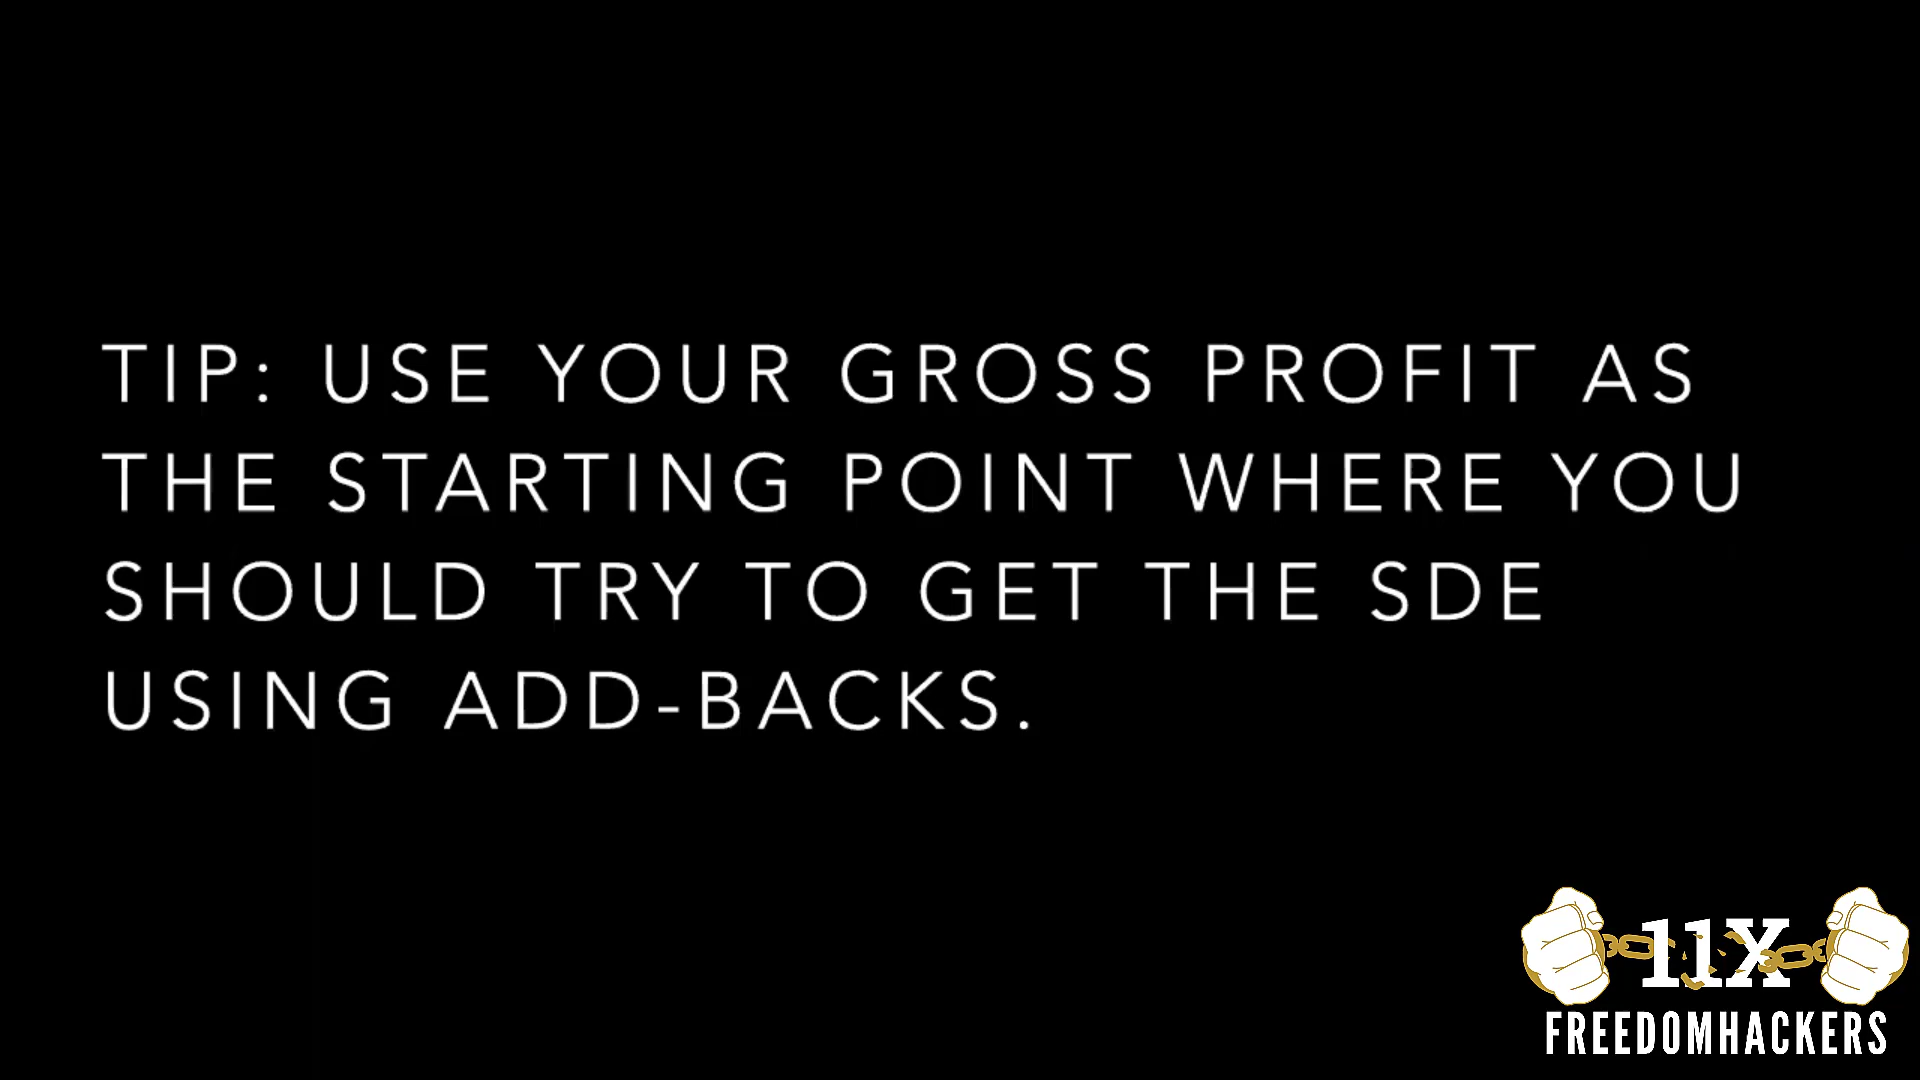 TIP: USE YOUR GROSS PROFIT AS
THE STARTING POINT WHERE YOU
SHOULD TRY TO GET THE SDE
USING ADD-BACKS.
11X
FREEDOMHACKERS